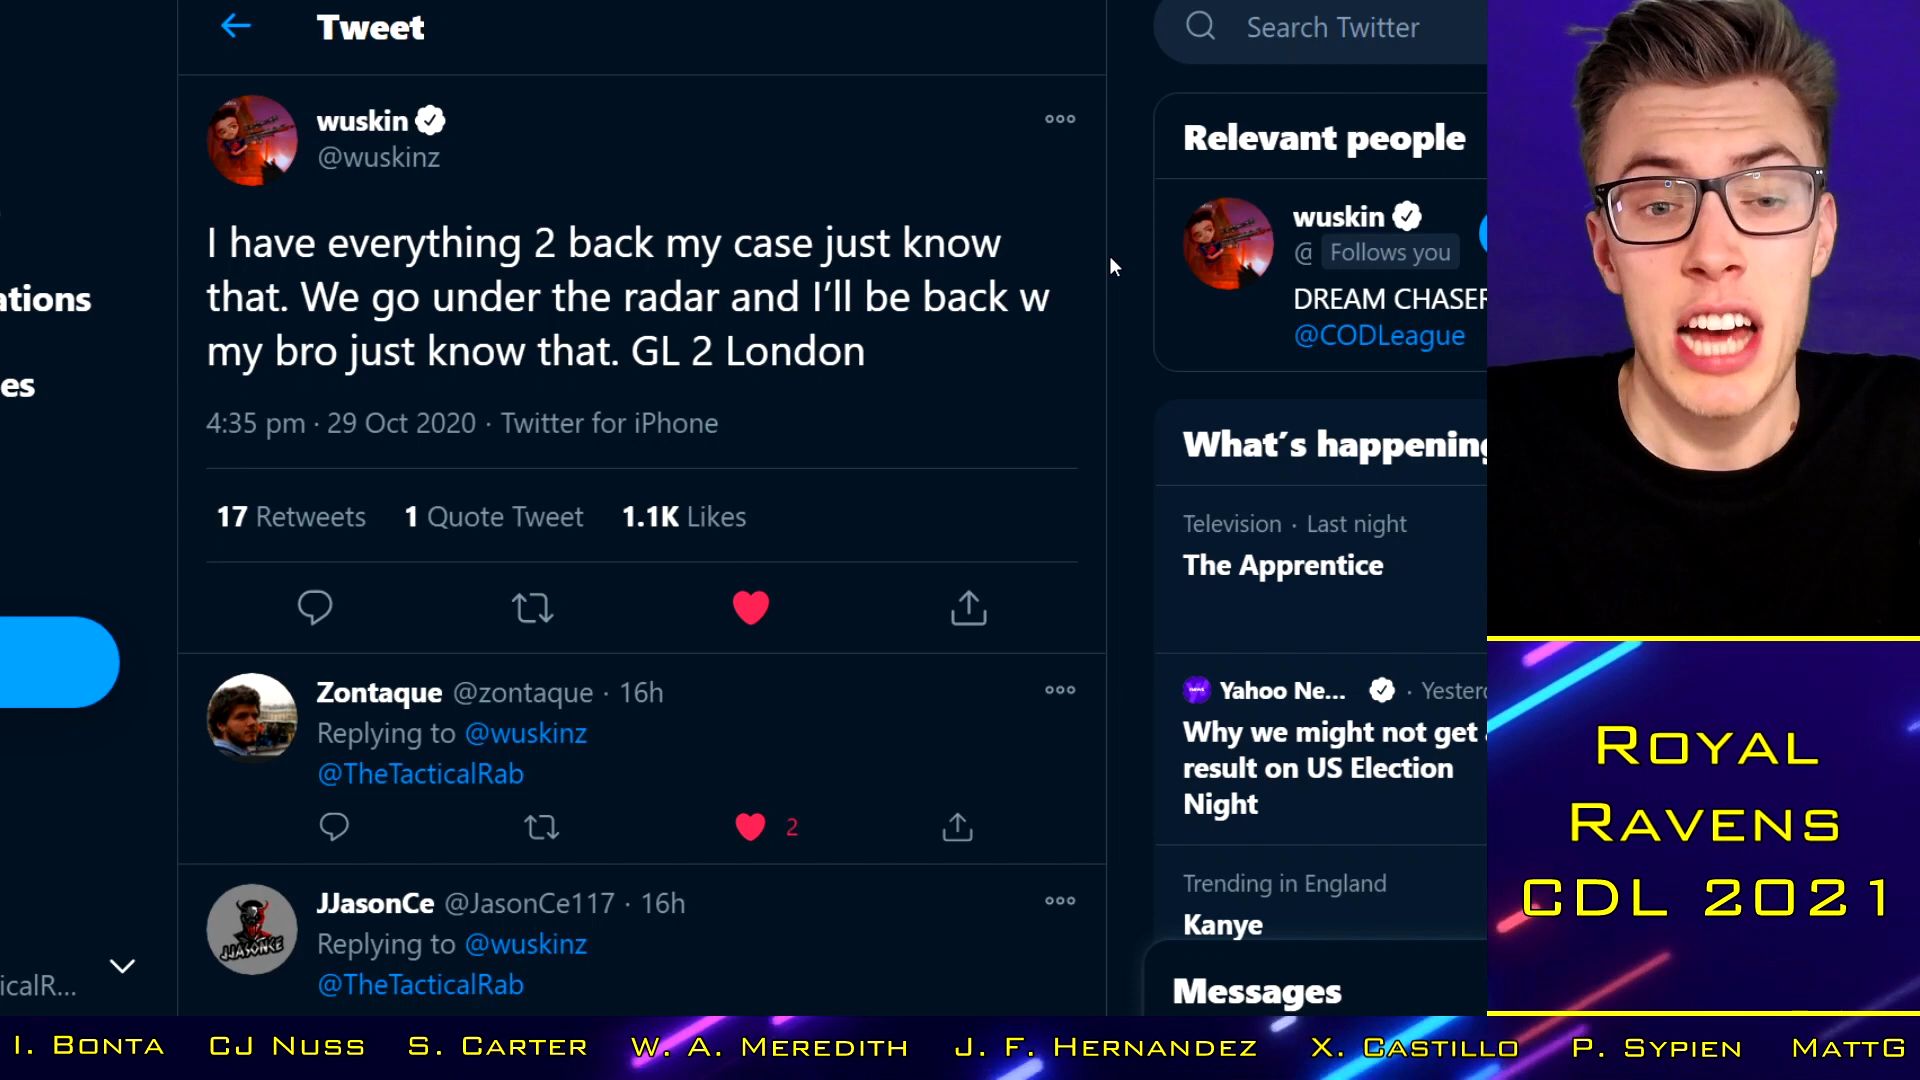 Tweet
Search Twitter
wuskin
@wuskinz
I have everything 2 back my case just know
that. We go under the radar and I’ll be back w
my bro just know that. GL 2 London
4:35 pm · 29 Oct 2020 · Twitter for iPhone
17 Retweets 1 Quote Tweet 1.1K Likes
Zontaque @zontaque · 16h
Replying to @wuskinz
@TheTacticalRab
2
JJasonCe @JasonCe117 · 16h
Replying to @wuskinz
@TheTacticalRab
JJASONCE
ations
es
icalR...
Relevant people
wuskin
@ Follows you
DREAM CHASER
@CODLeague
What's happening
Television · Last night
The Apprentice
Yahoo Ne... · Yester
Why we might not get
result on US Election
Night
Trending in England
Kanye
Messages
Royal
Ravens
CDL 2021
I. Bonta CJ Nuss S. Carter W. A. Meredith J. F. Hernandez X. Castillo P. Sypien MattG